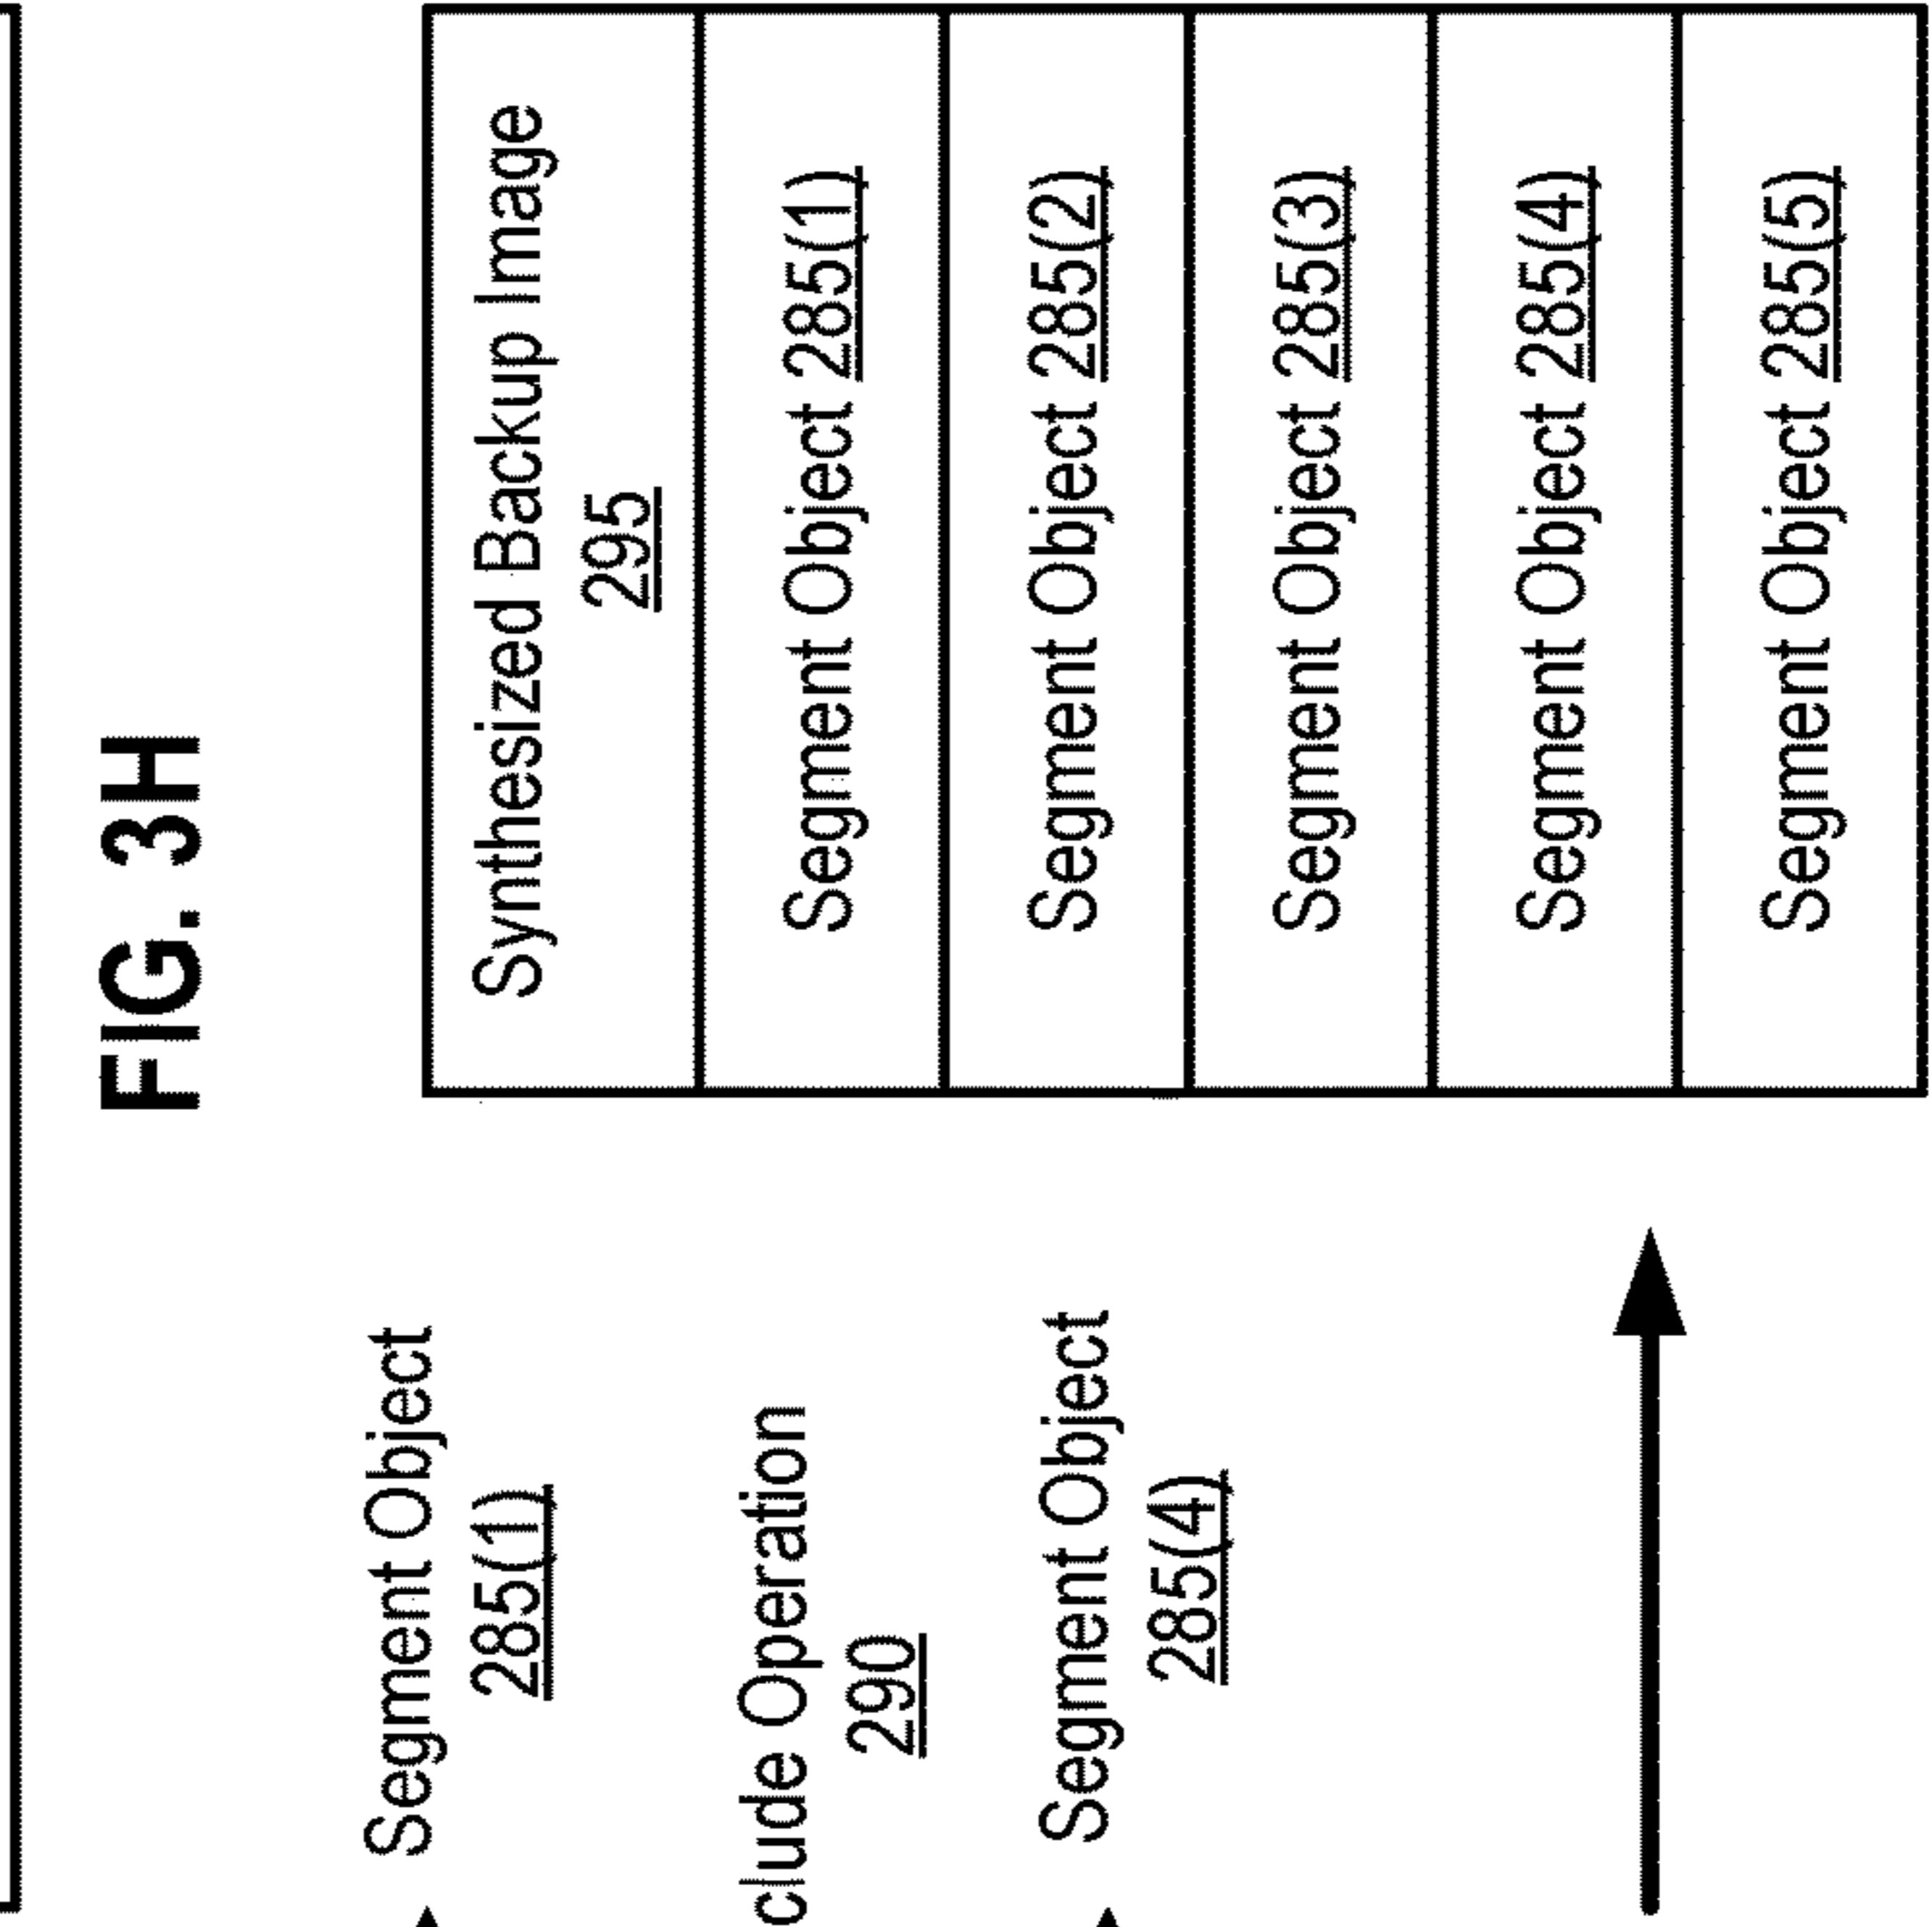 FIG. 3H
Segment Object
285(1)
clude Operation
290
Segment Object
285(4)
Synthesized Backup Image
295
Segment Object 285(1)
Segment Object 285(2)
Segment Object 285(3)
Segment Object 285(4)
Segment Object 285(5)